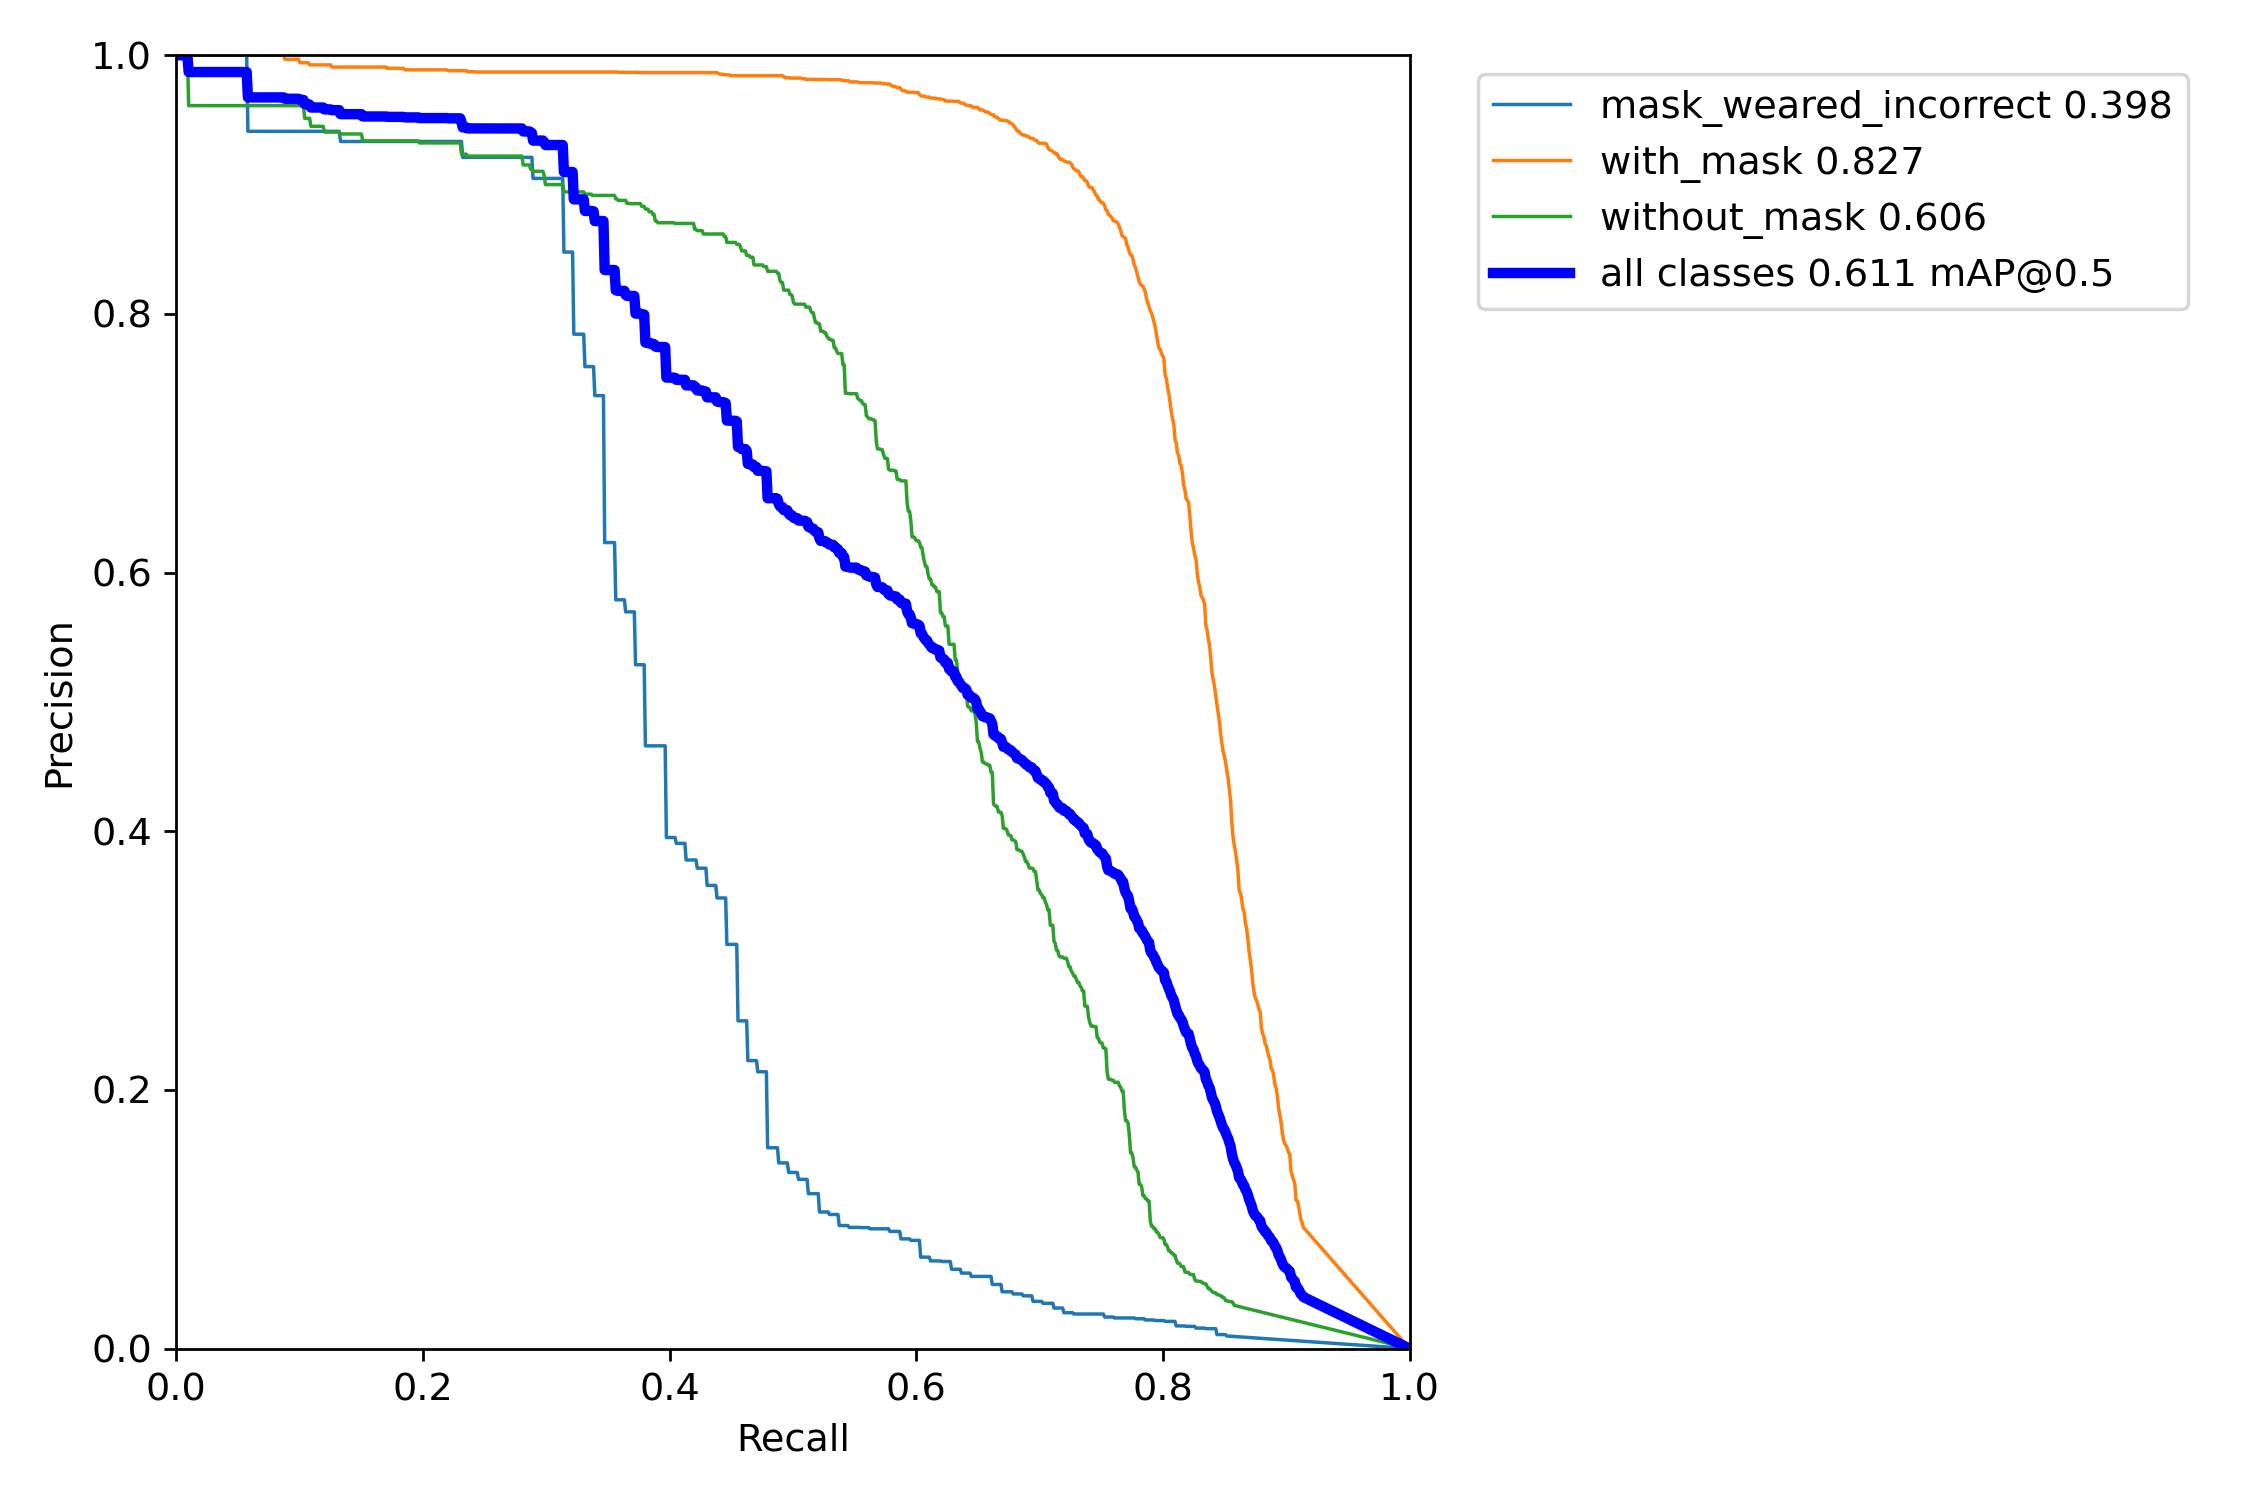 mask_weared_incorrect 0.398
with_mask 0.827
without_mask 0.606
all classes 0.611 mAP@0.5
1.0
0.8
0.6
0.4
0.2
0.0
Precision
0.0 0.2 0.4 0.6 0.8 1.0
Recall